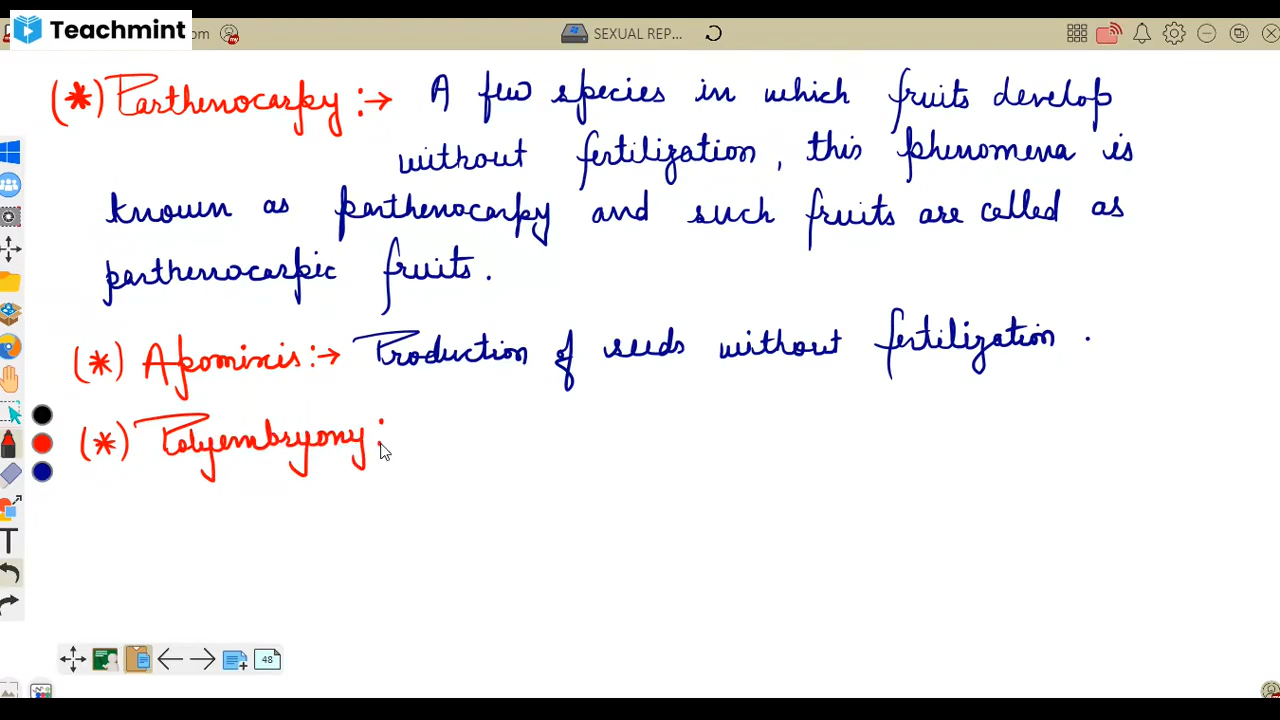 Teachmint
om
SEXUAL REP...
(*) Parthenocarpy :→ A few species in which fruits develop
without fertilization, this phenomena is
known as parthenocarpy and such fruits are called as
parthenocarpic fruits.
(*) Apomixis :→ Production of seeds without fertilization.
(*) Polyembryony :
T
48